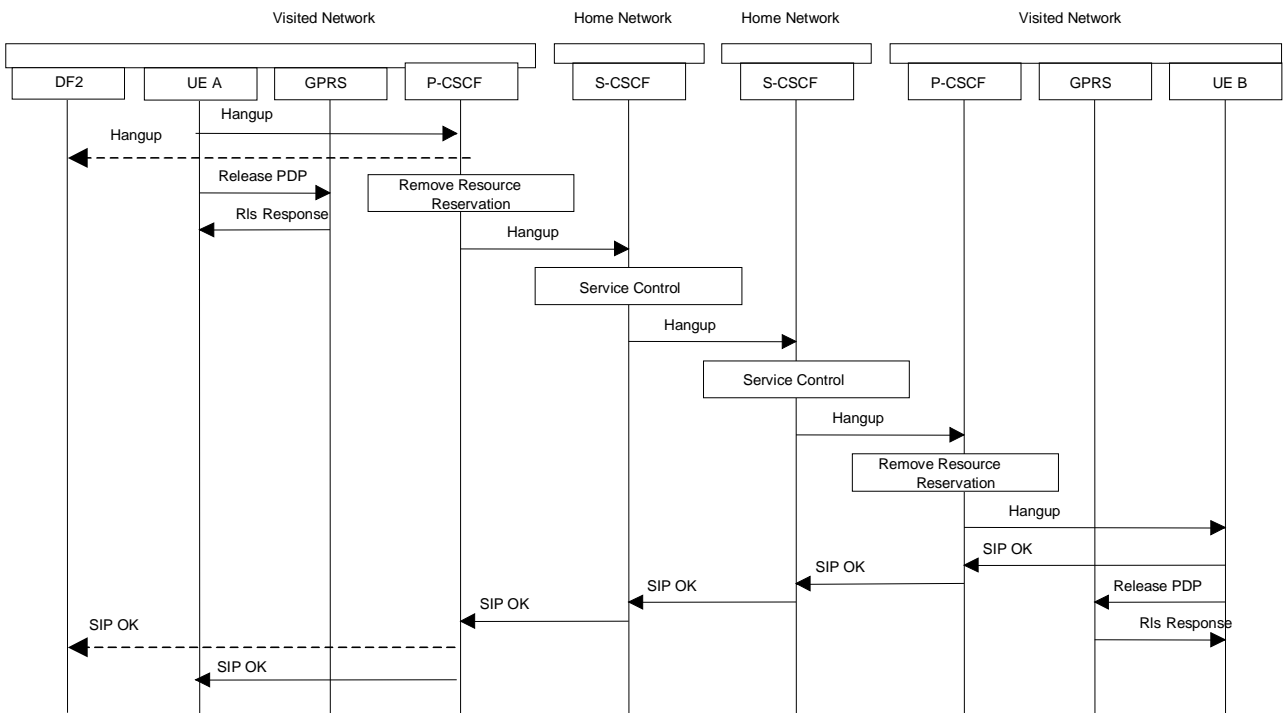 Visited Network
Home Network
Home Network
Visited Network
DF2
UE A
GPRS
P-CSCF
S-CSCF
S-CSCF
P-CSCF
GPRS
UE B
Hangup
Hangup
Release PDP
Remove Resource
Reservation
Rls Response
Hangup
Service Control
Hangup
Service Control
Hangup
Remove Resource
Reservation
Hangup
SIP OK
SIP OK
SIP OK
Release PDP
SIP OK
SIP OK
Rls Response
SIP OK